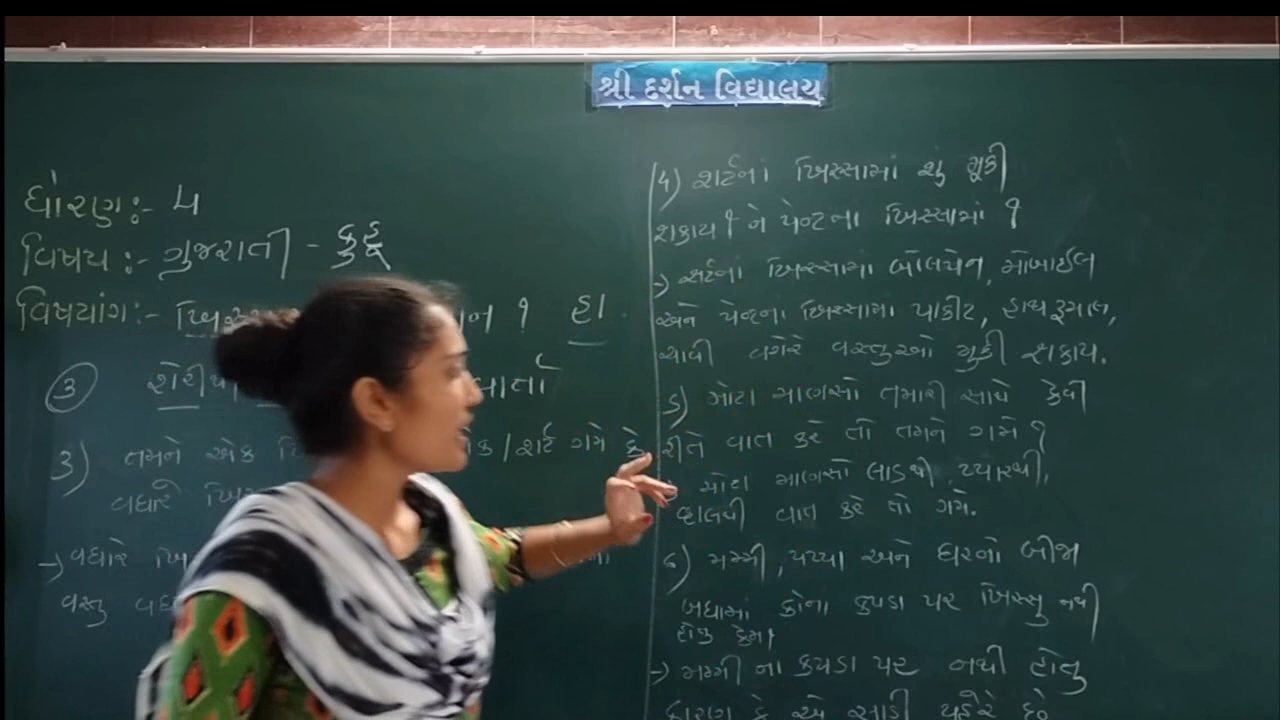 શ્રી દર્શન વિદ્યાલય
ધોરણ :- ૫
વિષય :- ગુજરાતી - કુહૂ
વિષયાંગ :- ન ? હા
૩ શેરીથ વાર્તા
૩) તમને એક એક / શર્ટ ગમે કે
વધારે ખિ
→ વધારે ખિ
વસ્તુ વધ
૪) શર્ટનાં ખિસ્સામાં શું મૂકી
શકાય ? ને પેન્ટના ખિસ્સામાં ?
→ શર્ટનાં ખિસ્સામાં બોલપેન, મોબાઈલ
અને પેન્ટનાં ખિસ્સામાં પાકીટ, હાથરૂમાલ,
ચાવી વગેરે વસ્તુઓ મુકી શકાય.
૫) મોટા માણસો તમારી સાથે કેવી
રીતે વાત કરે તો તમને ગમે ?
મોટા માણસો લાડથી, પ્યારથી,
વ્હાલથી વાત કરે તો ગમે.
૬) મમ્મી, પપ્પા અને ઘરનાં બીજા
બધામાં કોના કપડા પર ખિસ્સુ નથી
હોતુ કેમ?
→ મમ્મી ના કપડા પર નથી હોતુ
કારણ કે એ સાડી પહેરે છે